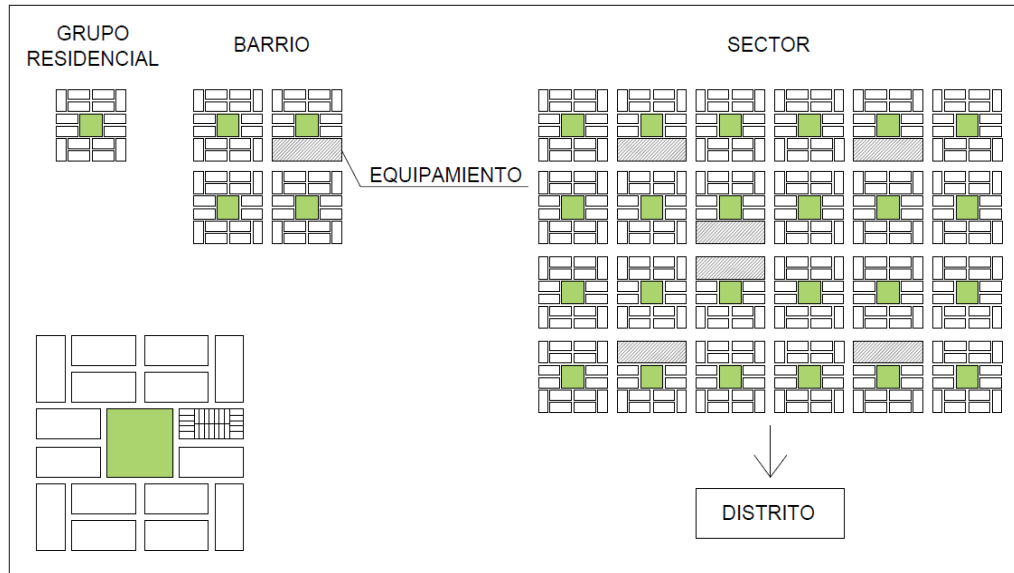 GRUPO
RESIDENCIAL
BARRIO
SECTOR
EQUIPAMIENTO
DISTRITO